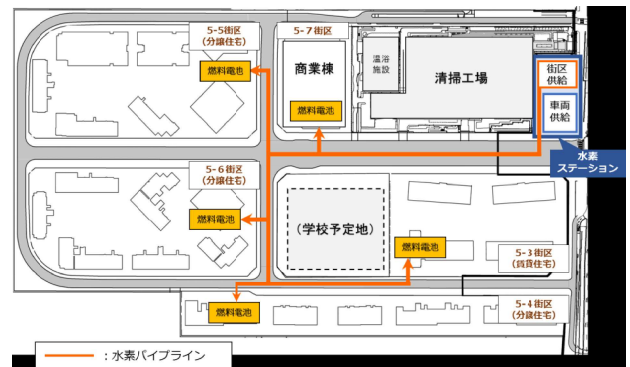 5-5街区
(分譲住宅)
燃料電池
5-7街区
商業棟
燃料電池
温浴
施設
清掃工場
街区
供給
車両
供給
水素
ステーション
5-6街区
(分譲住宅)
燃料電池
(学校予定地)
燃料電池
5-3街区
(賃貸住宅)
燃料電池
5-4街区
(分譲住宅)
:水素パイプライン